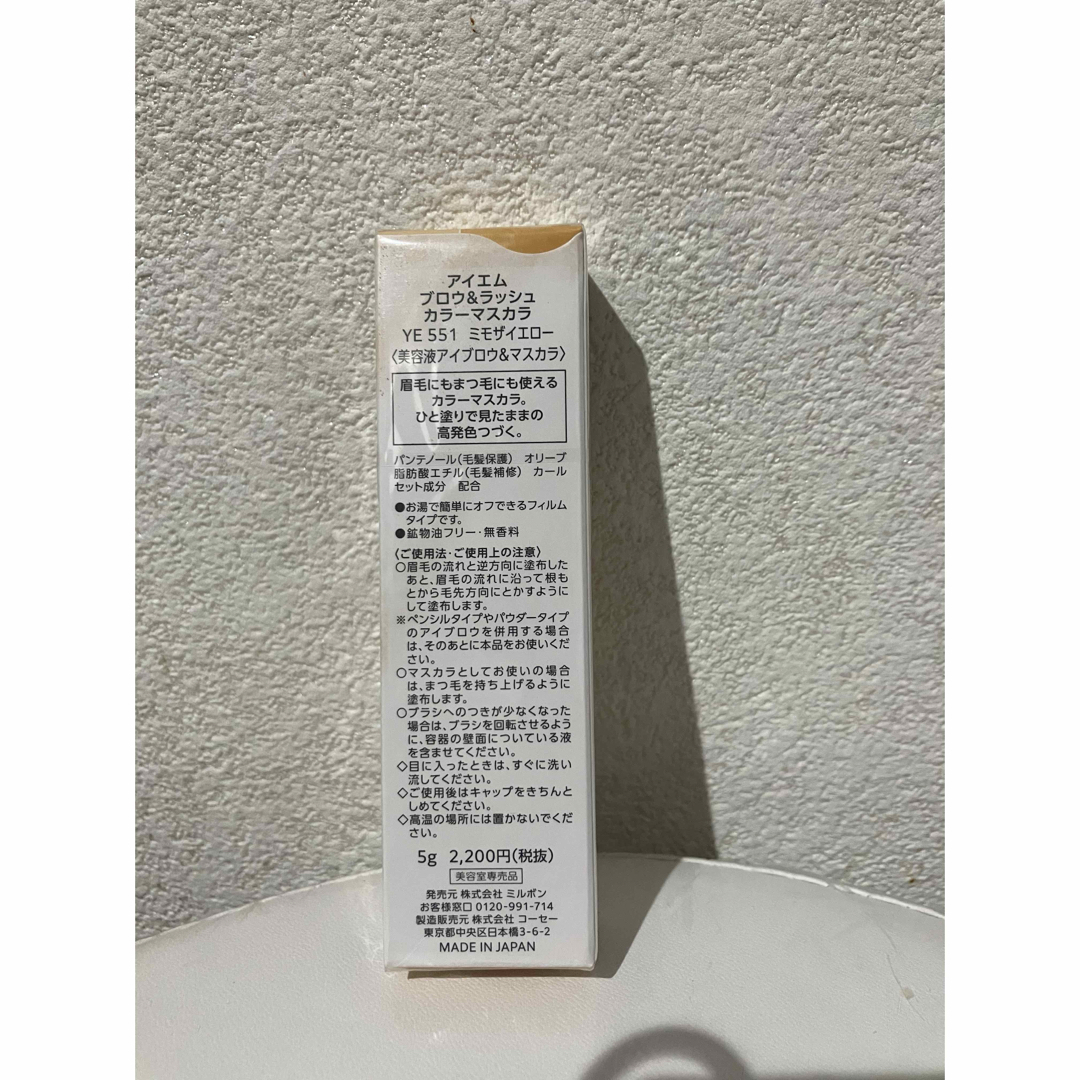 アイエム
ブロウ&ラッシュ
カラーマスカラ
YE 551 ミモザイエロー
〈美容液アイブロウ&マスカラ〉
眉毛にもまつ毛にも使える
カラーマスカラ。
ひと塗りで見たままの
高発色つづく。
パンテノール(毛髪保護) オリーブ
脂肪酸エチル(毛髪補修) カール
セット成分 配合
●お湯で簡単にオフできるフィルム
タイプです。
●鉱物油フリー・無香料
〈ご使用法・ご使用上の注意〉
○眉毛の流れと逆方向に塗布した
あと、眉毛の流れに沿って根も
とから毛先方向にとかすように
して塗布します。
※ペンシルタイプやパウダータイプ
のアイブロウを併用する場合
は、そのあとに本品をお使いくだ
さい。
○マスカラとしてお使いの場合
は、まつ毛を持ち上げるように
塗布します。
○ブラシへのつきが少なくなった
場合は、ブラシを回転させるよう
に、容器の壁面についている液
を含ませてください。
◇目に入ったときは、すぐに洗い
流してください。
◇ご使用後はキャップをきちんと
しめてください。
◇高温の場所には置かないでくだ
さい。
5g 2,200円(税抜)
美容室専売品
発売元 株式会社 ミルボン
お客様窓口 0120-991-714
製造販売元 株式会社 コーセー
東京都中央区日本橋3-6-2
MADE IN JAPAN